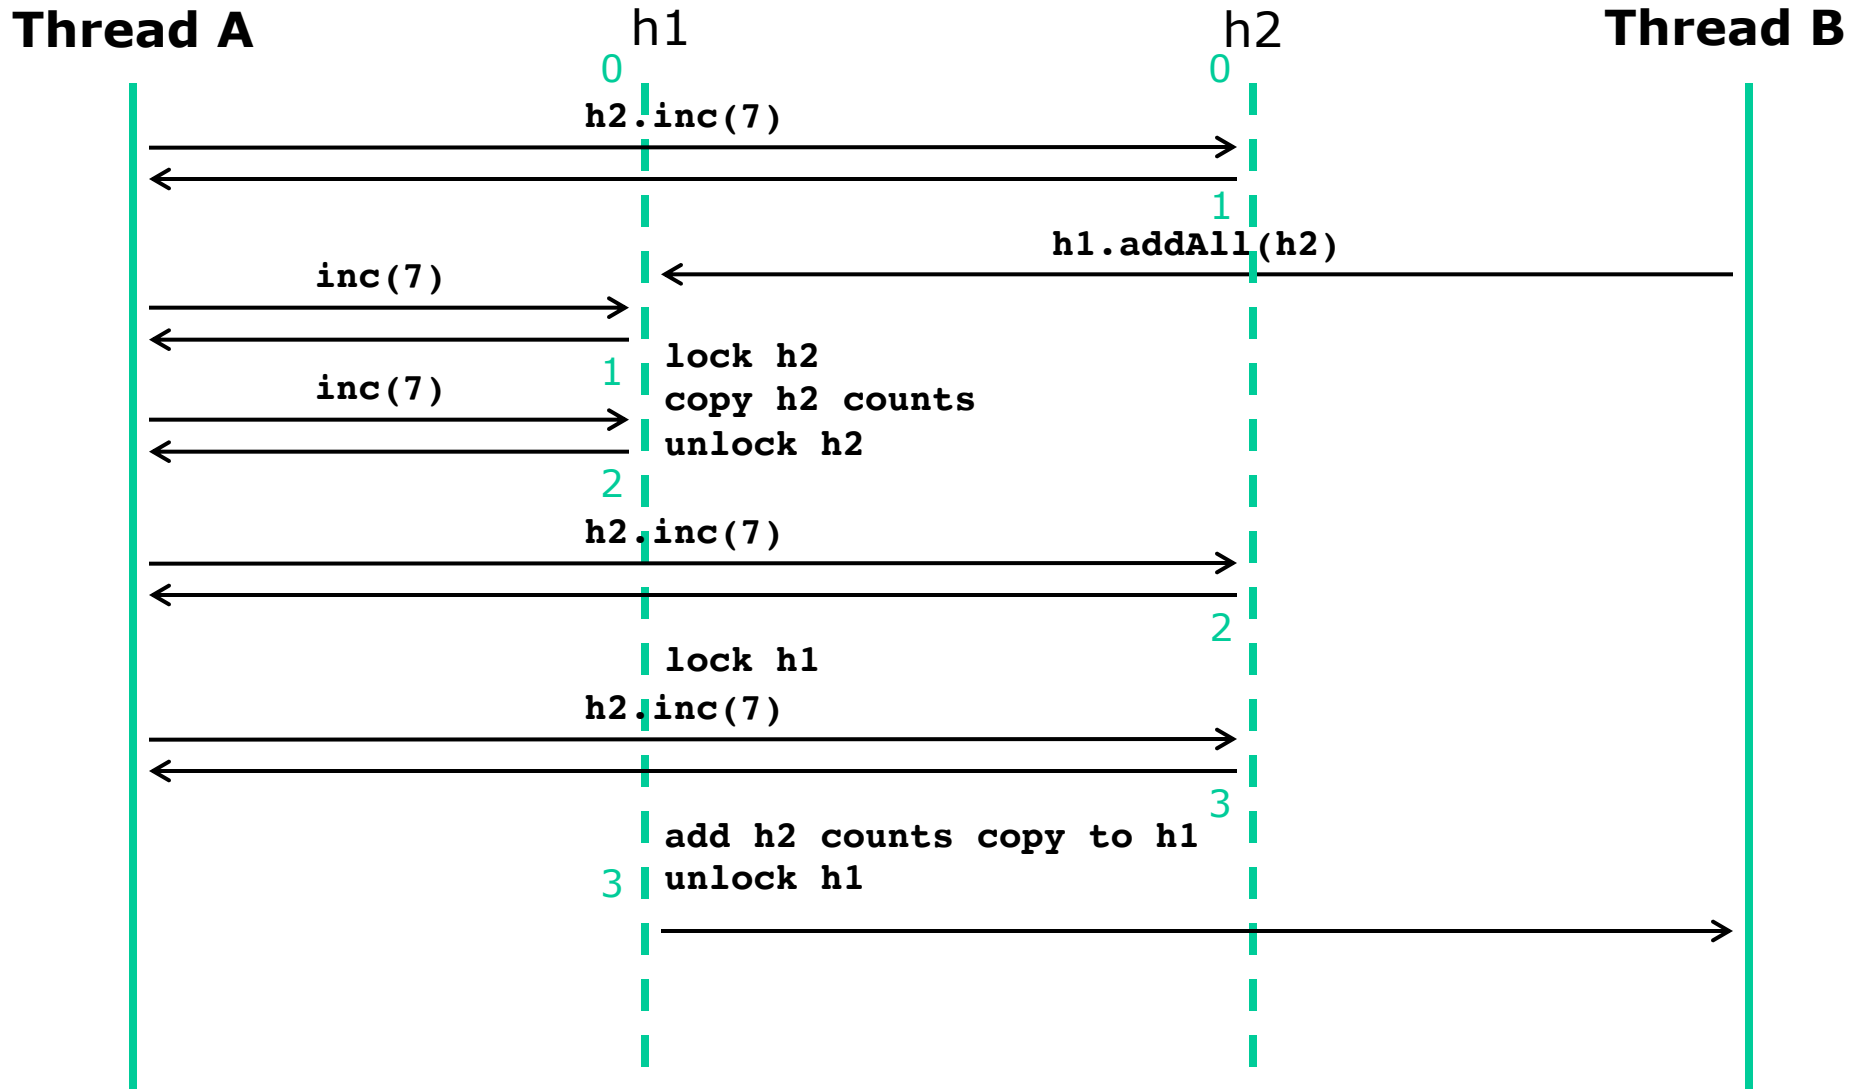 Thread A h1 h2 Thread B
0 0
h2.inc(7)
1
h1.addAll(h2)
inc(7)
lock h2
1
inc(7)
copy h2 counts
unlock h2
2
h2.inc(7)
2
lock h1
h2.inc(7)
3
add h2 counts copy to h1
3 unlock h1